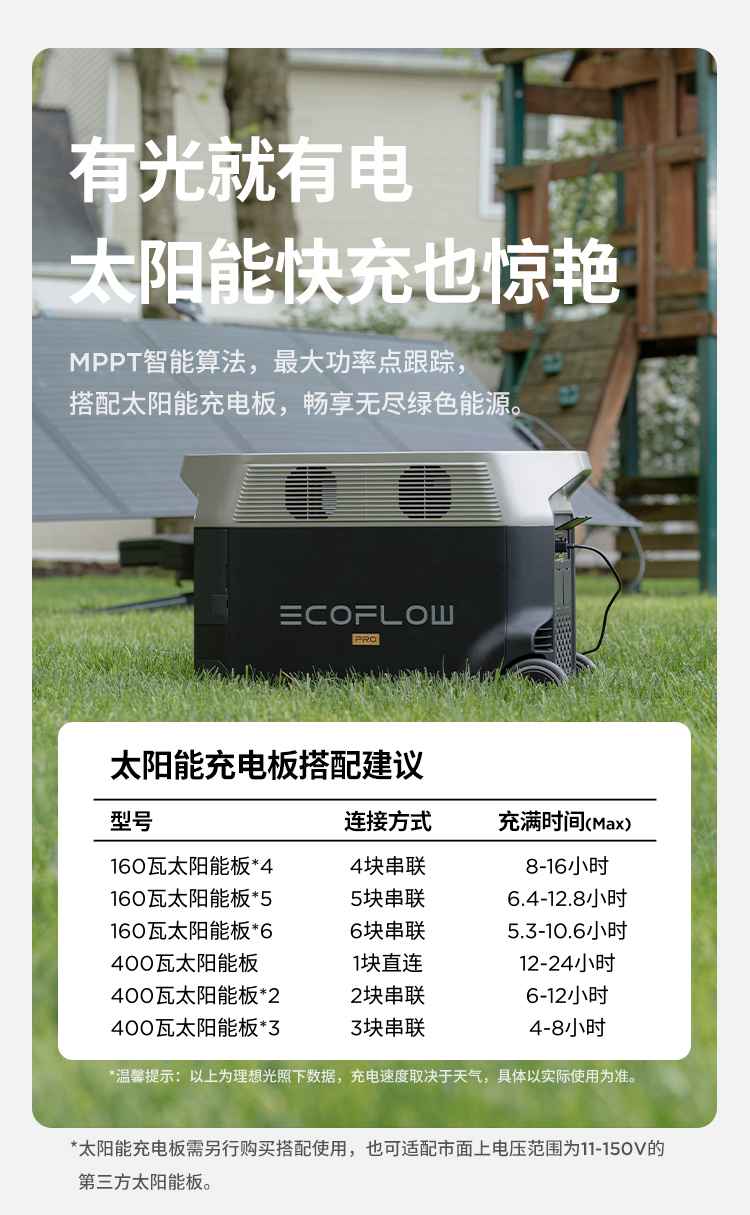 有光就有电
太阳能快充也惊艳
MPPT智能算法，最大功率点跟踪，
搭配太阳能充电板，畅享无尽绿色能源。
ECOFLOW
PRO
太阳能充电板搭配建议
型号 连接方式 充满时间(Max)
160瓦太阳能板*4 4块串联 8-16小时
160瓦太阳能板*5 5块串联 6.4-12.8小时
160瓦太阳能板*6 6块串联 5.3-10.6小时
400瓦太阳能板 1块直连 12-24小时
400瓦太阳能板*2 2块串联 6-12小时
400瓦太阳能板*3 3块串联 4-8小时
*温馨提示：以上为理想光照下数据，充电速度取决于天气，具体以实际使用为准。
*太阳能充电板需另行购买搭配使用，也可适配市面上电压范围为11-150V的
第三方太阳能板。